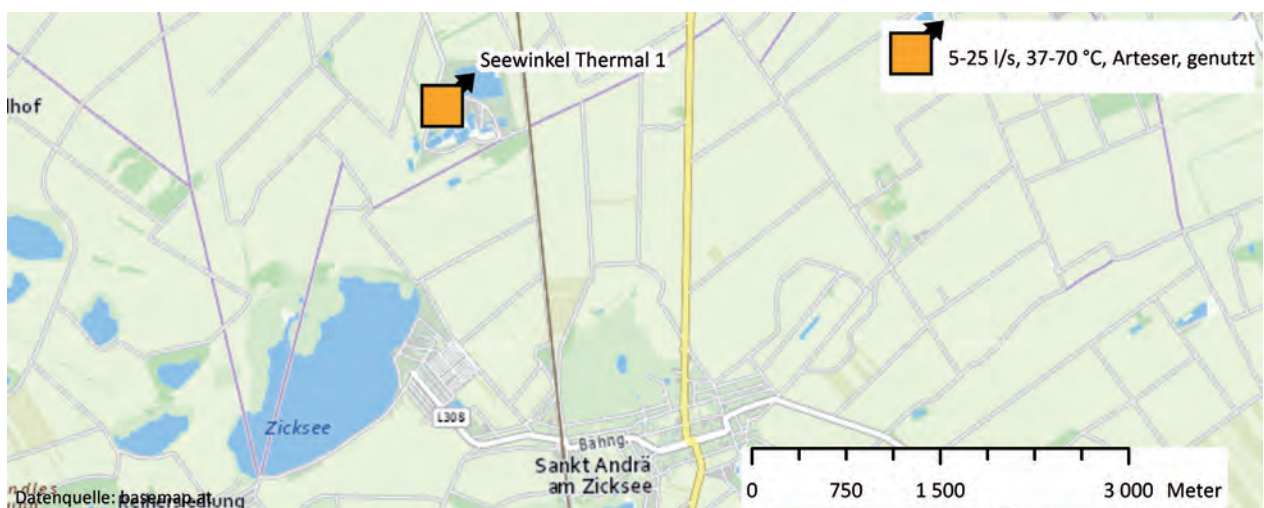 Seewinkel Thermal 1
5-25 l/s, 37-70 °C, Arteser, genutzt
lhof
Zicksee
L308
Bahng.
Sankt Andrä
am Zicksee
Datenquelle: basemap.at
0 750 1 500 3 000 Meter